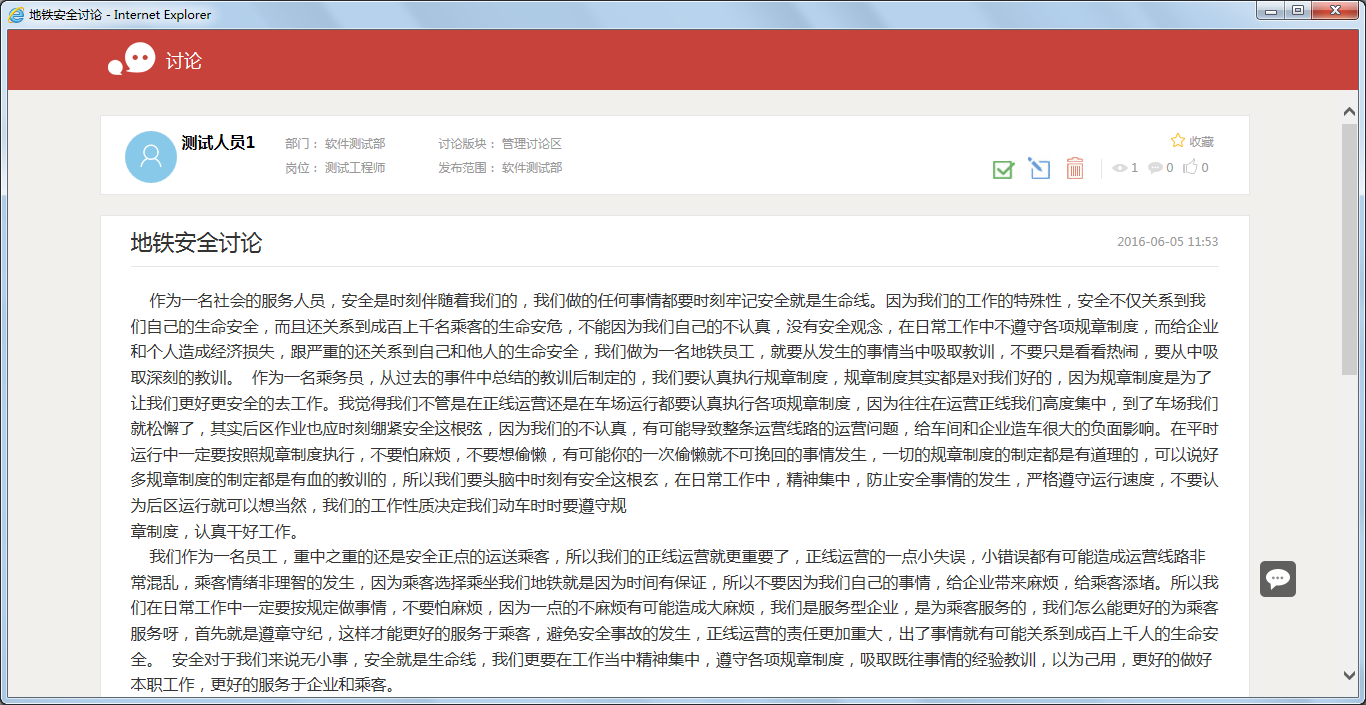 地铁安全讨论 - Internet Explorer
讨论
测试人员1
部门： 软件测试部
讨论版块： 管理讨论区
收藏
岗位： 测试工程师
发布范围： 软件测试部
1 0 0
地铁安全讨论
2016-06-05 11:53
作为一名社会的服务人员，安全是时刻伴随着我们的，我们做的任何事情都要时刻牢记安全就是生命线。因为我们的工作的特殊性，安全不仅关系到我
们自己的生命安全，而且还关系到成百上千名乘客的生命安危，不能因为我们自己的不认真，没有安全观念，在日常工作中不遵守各项规章制度，而给企业
和个人造成经济损失，跟严重的还关系到自己和他人的生命安全，我们做为一名地铁员工，就要从发生的事情当中吸取教训，不要只是看看热闹，要从中吸
取深刻的教训。 作为一名乘务员，从过去的事件中总结的教训后制定的，我们要认真执行规章制度，规章制度其实都是对我们好的，因为规章制度是为了
让我们更好更安全的去工作。我觉得我们不管是在正线运营还是在车场运行都要认真执行各项规章制度，因为往往在运营正线我们高度集中，到了车场我们
就松懈了，其实后区作业也应时刻绷紧安全这根弦，因为我们的不认真，有可能导致整条运营线路的运营问题，给车间和企业造车很大的负面影响。在平时
运行中一定要按照规章制度执行，不要怕麻烦，不要想偷懒，有可能你的一次偷懒就不可挽回的事情发生，一切的规章制度的制定都是有道理的，可以说好
多规章制度的制定都是有血的教训的，所以我们要头脑中时刻有安全这根玄，在日常工作中，精神集中，防止安全事情的发生，严格遵守运行速度，不要认
为后区运行就可以想当然，我们的工作性质决定我们动车时时要遵守规
章制度，认真干好工作。
我们作为一名员工，重中之重的还是安全正点的运送乘客，所以我们的正线运营就更重要了，正线运营的一点小失误，小错误都有可能造成运营线路非
常混乱，乘客情绪非理智的发生，因为乘客选择乘坐我们地铁就是因为时间有保证，所以不要因为我们自己的事情，给企业带来麻烦，给乘客添堵。所以我
们在日常工作中一定要按规定做事情，不要怕麻烦，因为一点的不麻烦有可能造成大麻烦，我们是服务型企业，是为乘客服务的，我们怎么能更好的为乘客
服务呀，首先就是遵章守纪，这样才能更好的服务于乘客，避免安全事故的发生，正线运营的责任更加重大，出了事情就有可能关系到成百上千人的生命安
全。 安全对于我们来说无小事，安全就是生命线，我们更要在工作当中精神集中，遵守各项规章制度，吸取既往事情的经验教训，以为己用，更好的做好
本职工作，更好的服务于企业和乘客。